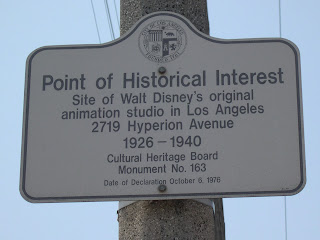 Point of Historical Interest
Site of Walt Disney's original
animation studio in Los Angeles
2719 Hyperion Avenue
1926 – 1940
Cultural Heritage Board
Monument No. 163
Date of Declaration October 6, 1976